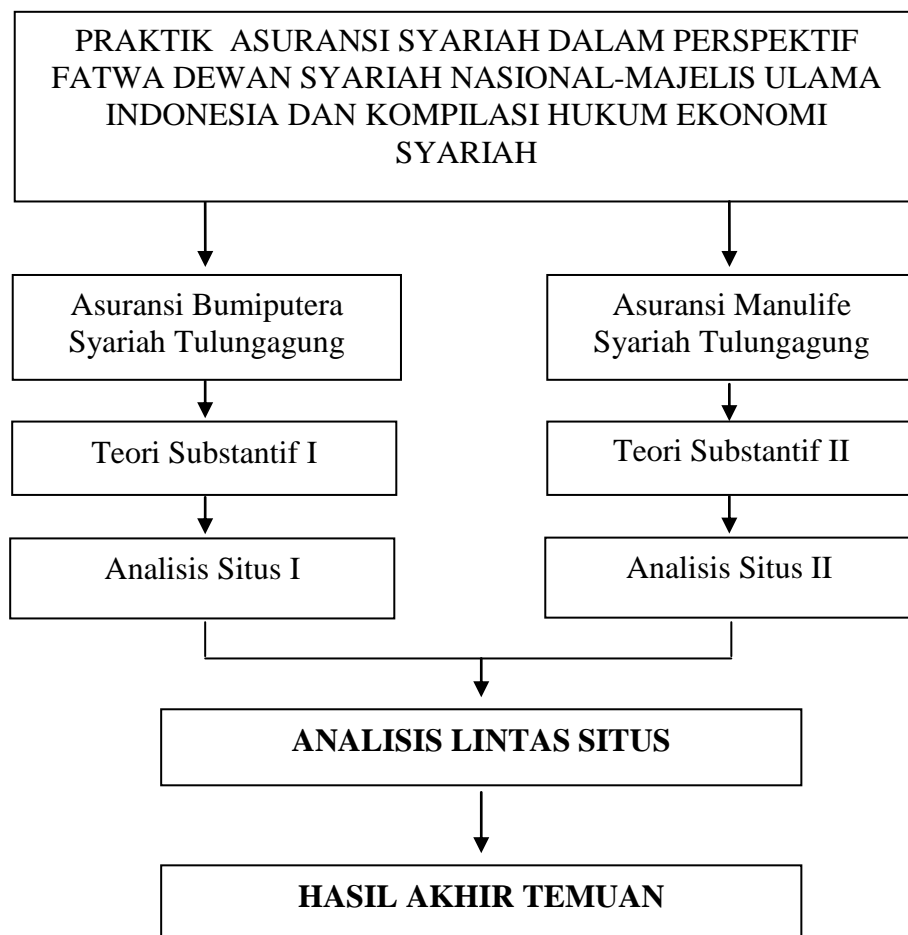 PRAKTIK ASURANSI SYARIAH DALAM PERSPEKTIF
FATWA DEWAN SYARIAH NASIONAL-MAJELIS ULAMA
INDONESIA DAN KOMPILASI HUKUM EKONOMI
SYARIAH
Asuransi Bumiputera
Syariah Tulungagung
Asuransi Manulife
Syariah Tulungagung
Teori Substantif I
Teori Substantif II
Analisis Situs I
Analisis Situs II
ANALISIS LINTAS SITUS
HASIL AKHIR TEMUAN